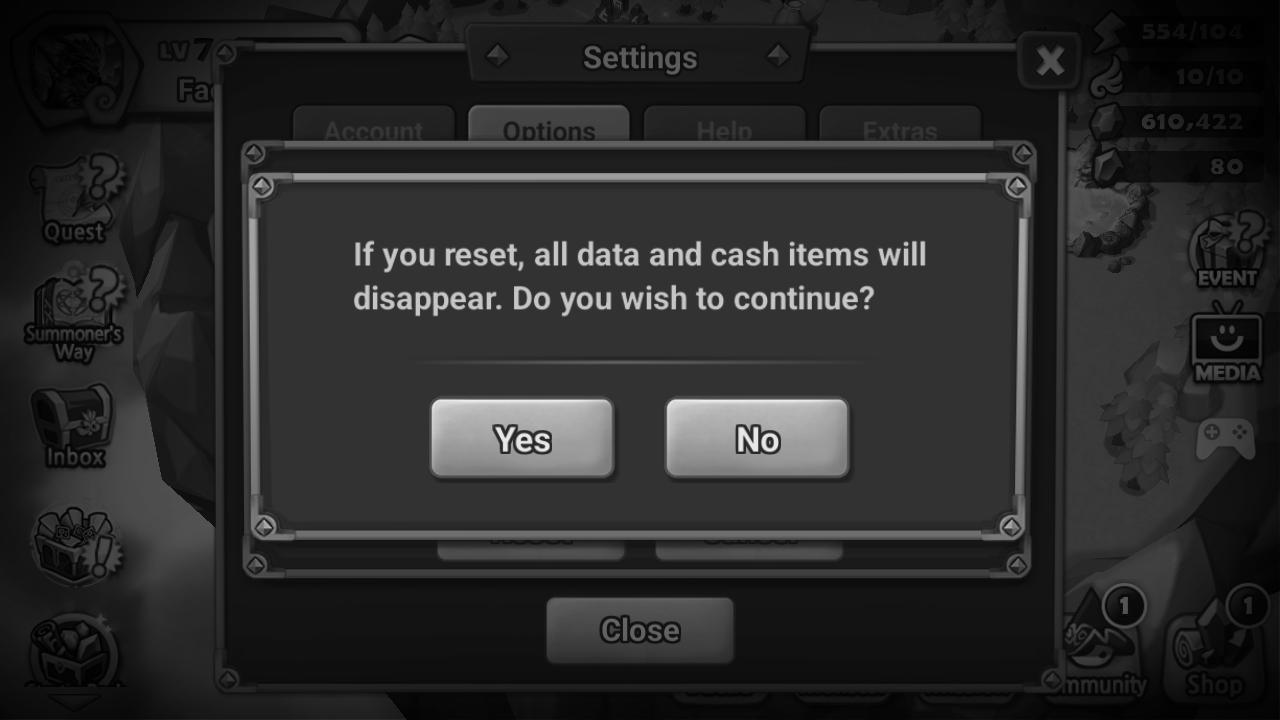 Settings
LV 7
554/104
10/10
610,422
80
Account
Options
Help
Extras
If you reset, all data and cash items will
disappear. Do you wish to continue?
Yes
No
Close
Quest
Summoner's
Way
Inbox
EVENT
MEDIA
1
1
Shop